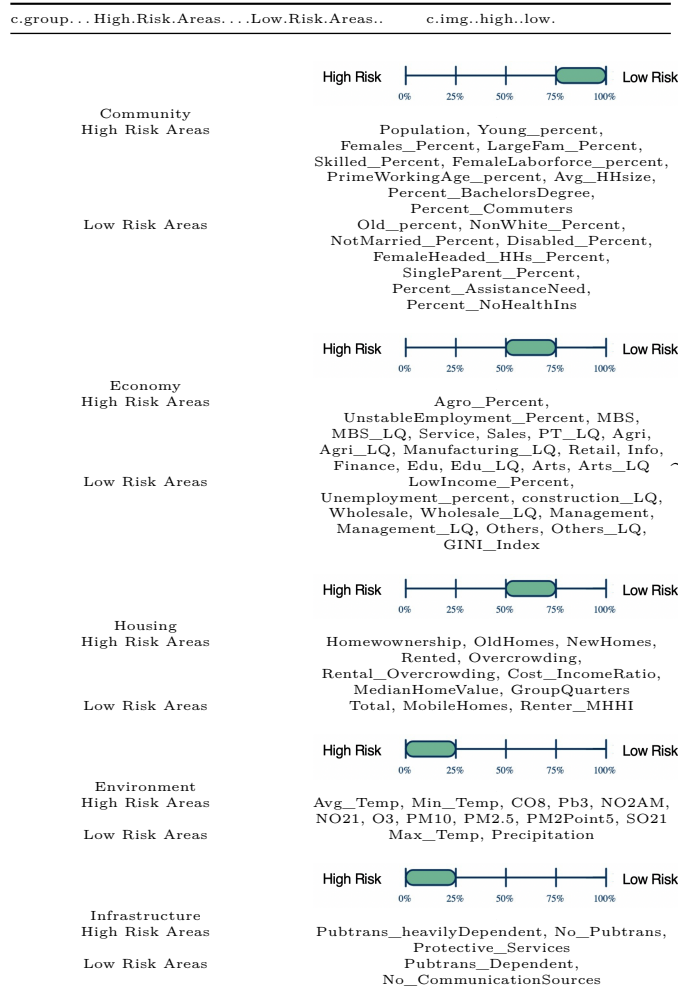 c.group...High.Risk.Areas....Low.Risk.Areas.. c.img..high..low.
High Risk Low Risk
0% 25% 50% 75% 100%
Community
High Risk Areas Population, Young_percent,
Females_Percent, LargeFam_Percent,
Skilled_Percent, FemaleLaborforce_percent,
PrimeWorkingAge_percent, Avg_HHsize,
Percent_BachelorsDegree,
Percent_Commuters
Low Risk Areas Old_percent, NonWhite_Percent,
NotMarried_Percent, Disabled_Percent,
FemaleHeaded_HHs_Percent,
SingleParent_Percent,
Percent_AssistanceNeed,
Percent_NoHealthIns
High Risk Low Risk
0% 25% 50% 75% 100%
Economy
High Risk Areas Agro_Percent,
UnstableEmployment_Percent, MBS,
MBS_LQ, Service, Sales, PT_LQ, Agri,
Agri_LQ, Manufacturing_LQ, Retail, Info,
Finance, Edu, Edu_LQ, Arts, Arts_LQ
Low Risk Areas LowIncome_Percent,
Unemployment_percent, construction_LQ,
Wholesale, Wholesale_LQ, Management,
Management_LQ, Others, Others_LQ,
GINI_Index
High Risk Low Risk
0% 25% 50% 75% 100%
Housing
High Risk Areas Homewownership, OldHomes, NewHomes,
Rented, Overcrowding,
Rental_Overcrowding, Cost_IncomeRatio,
MedianHomeValue, GroupQuarters
Low Risk Areas Total, MobileHomes, Renter_MHHI
High Risk Low Risk
0% 25% 50% 75% 100%
Environment
High Risk Areas Avg_Temp, Min_Temp, CO8, Pb3, NO2AM,
NO21, O3, PM10, PM2.5, PM2Point5, SO21
Low Risk Areas Max_Temp, Precipitation
High Risk Low Risk
0% 25% 50% 75% 100%
Infrastructure
High Risk Areas Pubtrans_heavilyDependent, No_Pubtrans,
Protective_Services
Low Risk Areas Pubtrans_Dependent,
No_CommunicationSources